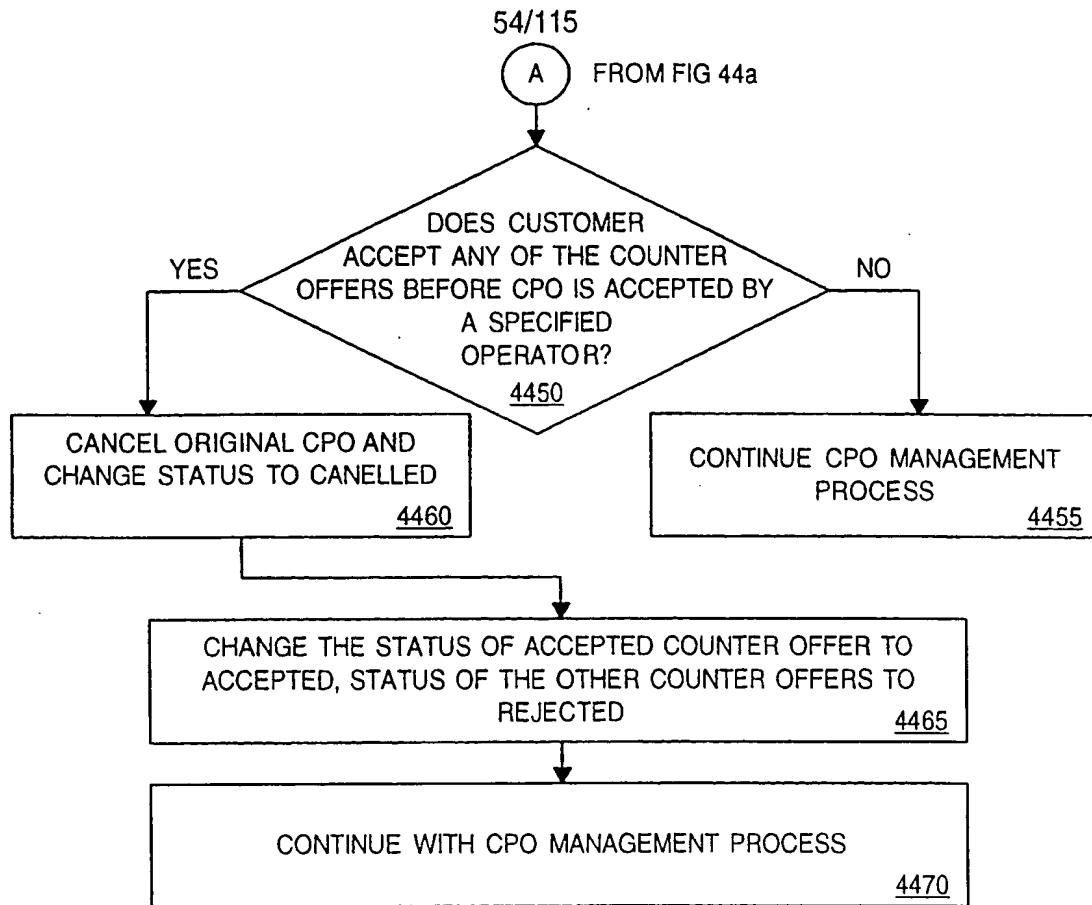 54/115
A FROM FIG 44a
DOES CUSTOMER
ACCEPT ANY OF THE COUNTER
OFFERS BEFORE CPO IS ACCEPTED BY
A SPECIFIED
OPERATOR?
4450
YES
NO
CANCEL ORIGINAL CPO AND
CHANGE STATUS TO CANELLED
4460
CONTINUE CPO MANAGEMENT
PROCESS
4455
CHANGE THE STATUS OF ACCEPTED COUNTER OFFER TO
ACCEPTED, STATUS OF THE OTHER COUNTER OFFERS TO
REJECTED
4465
CONTINUE WITH CPO MANAGEMENT PROCESS
4470